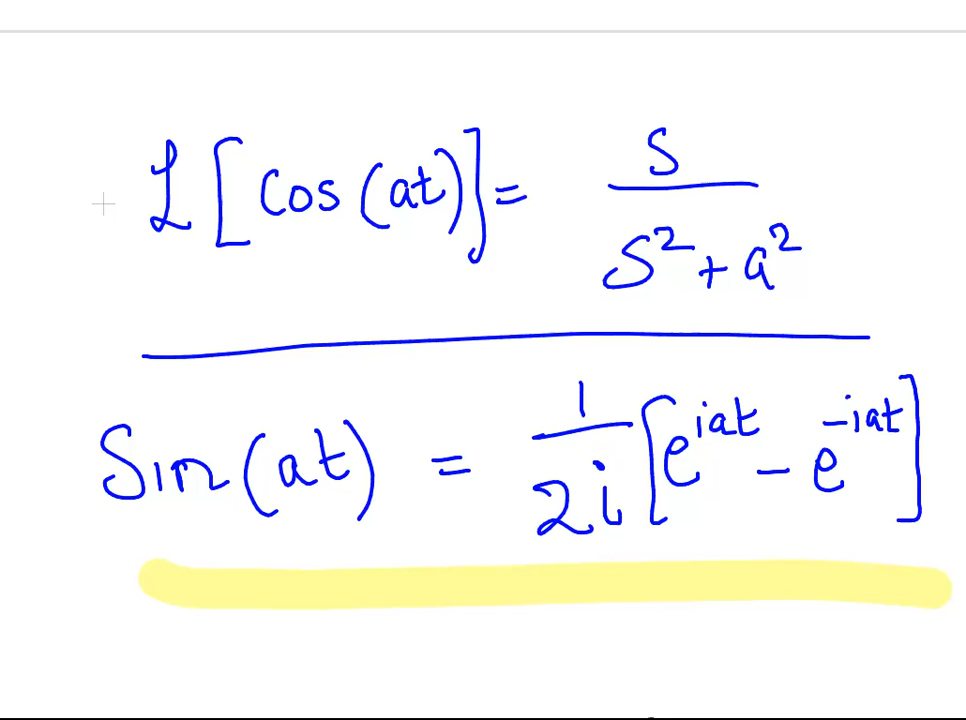 ℒ[Cos(at)] = S / (S² + a²)
Sin(at) = 1/2i [e^{iat} - e^{-iat}]